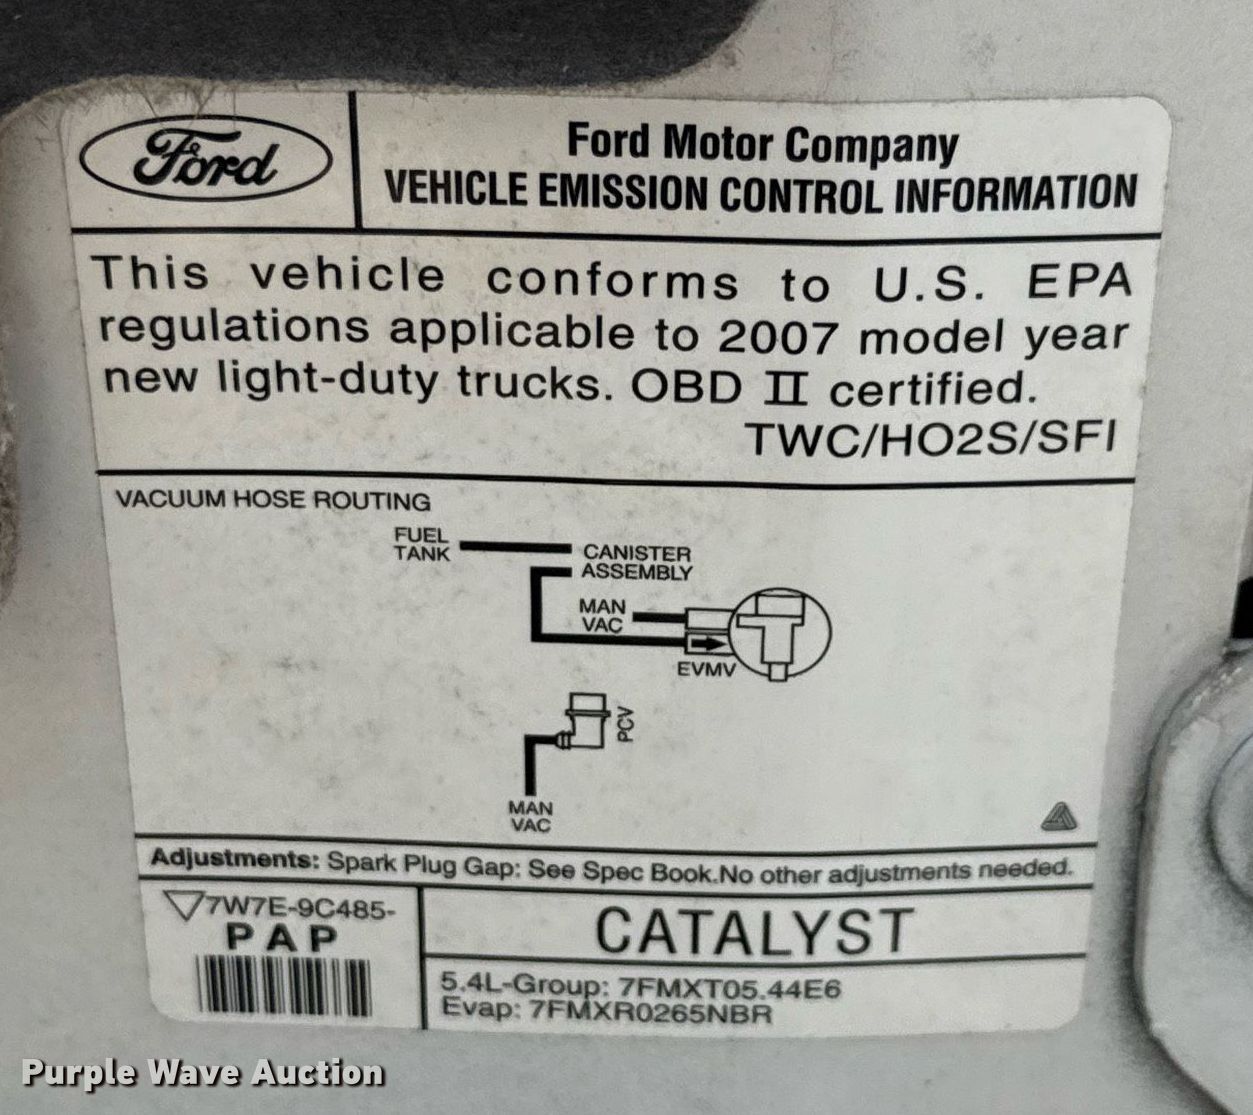 Ford
Ford Motor Company
VEHICLE EMISSION CONTROL INFORMATION
This vehicle conforms to U.S. EPA
regulations applicable to 2007 model year
new light-duty trucks. OBD II certified.
TWC/HO2S/SFI
VACUUM HOSE ROUTING
FUEL
TANK
CANISTER
ASSEMBLY
MAN
VAC
EVMV
PCV
MAN
VAC
Adjustments: Spark Plug Gap: See Spec Book.No other adjustments needed.
7W7E-9C485-
PAP
CATALYST
5.4L-Group: 7FMXT05.44E6
Evap: 7FMXR0265NBR
Purple Wave Auction